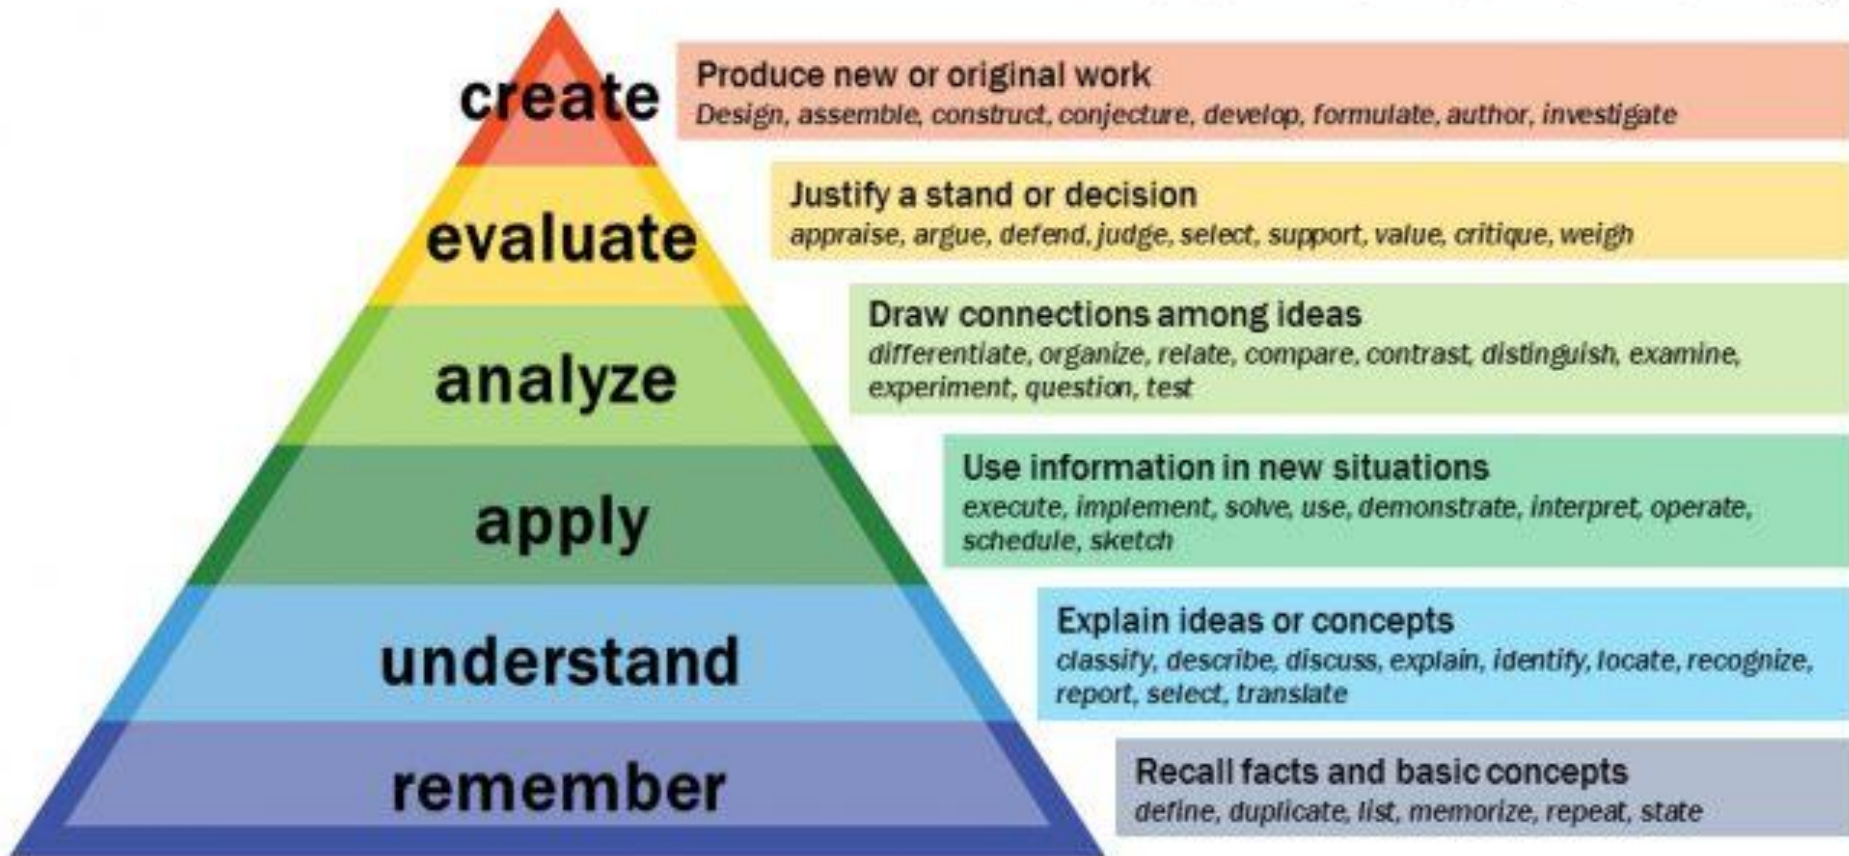 create
Produce new or original work
Design, assemble, construct, conjecture, develop, formulate, author, investigate
evaluate
Justify a stand or decision
appraise, argue, defend, judge, select, support, value, critique, weigh
analyze
Draw connections among ideas
differentiate, organize, relate, compare, contrast, distinguish, examine,
experiment, question, test
apply
Use information in new situations
execute, implement, solve, use, demonstrate, interpret, operate,
schedule, sketch
understand
Explain ideas or concepts
classify, describe, discuss, explain, identify, locate, recognize,
report, select, translate
remember
Recall facts and basic concepts
define, duplicate, list, memorize, repeat, state